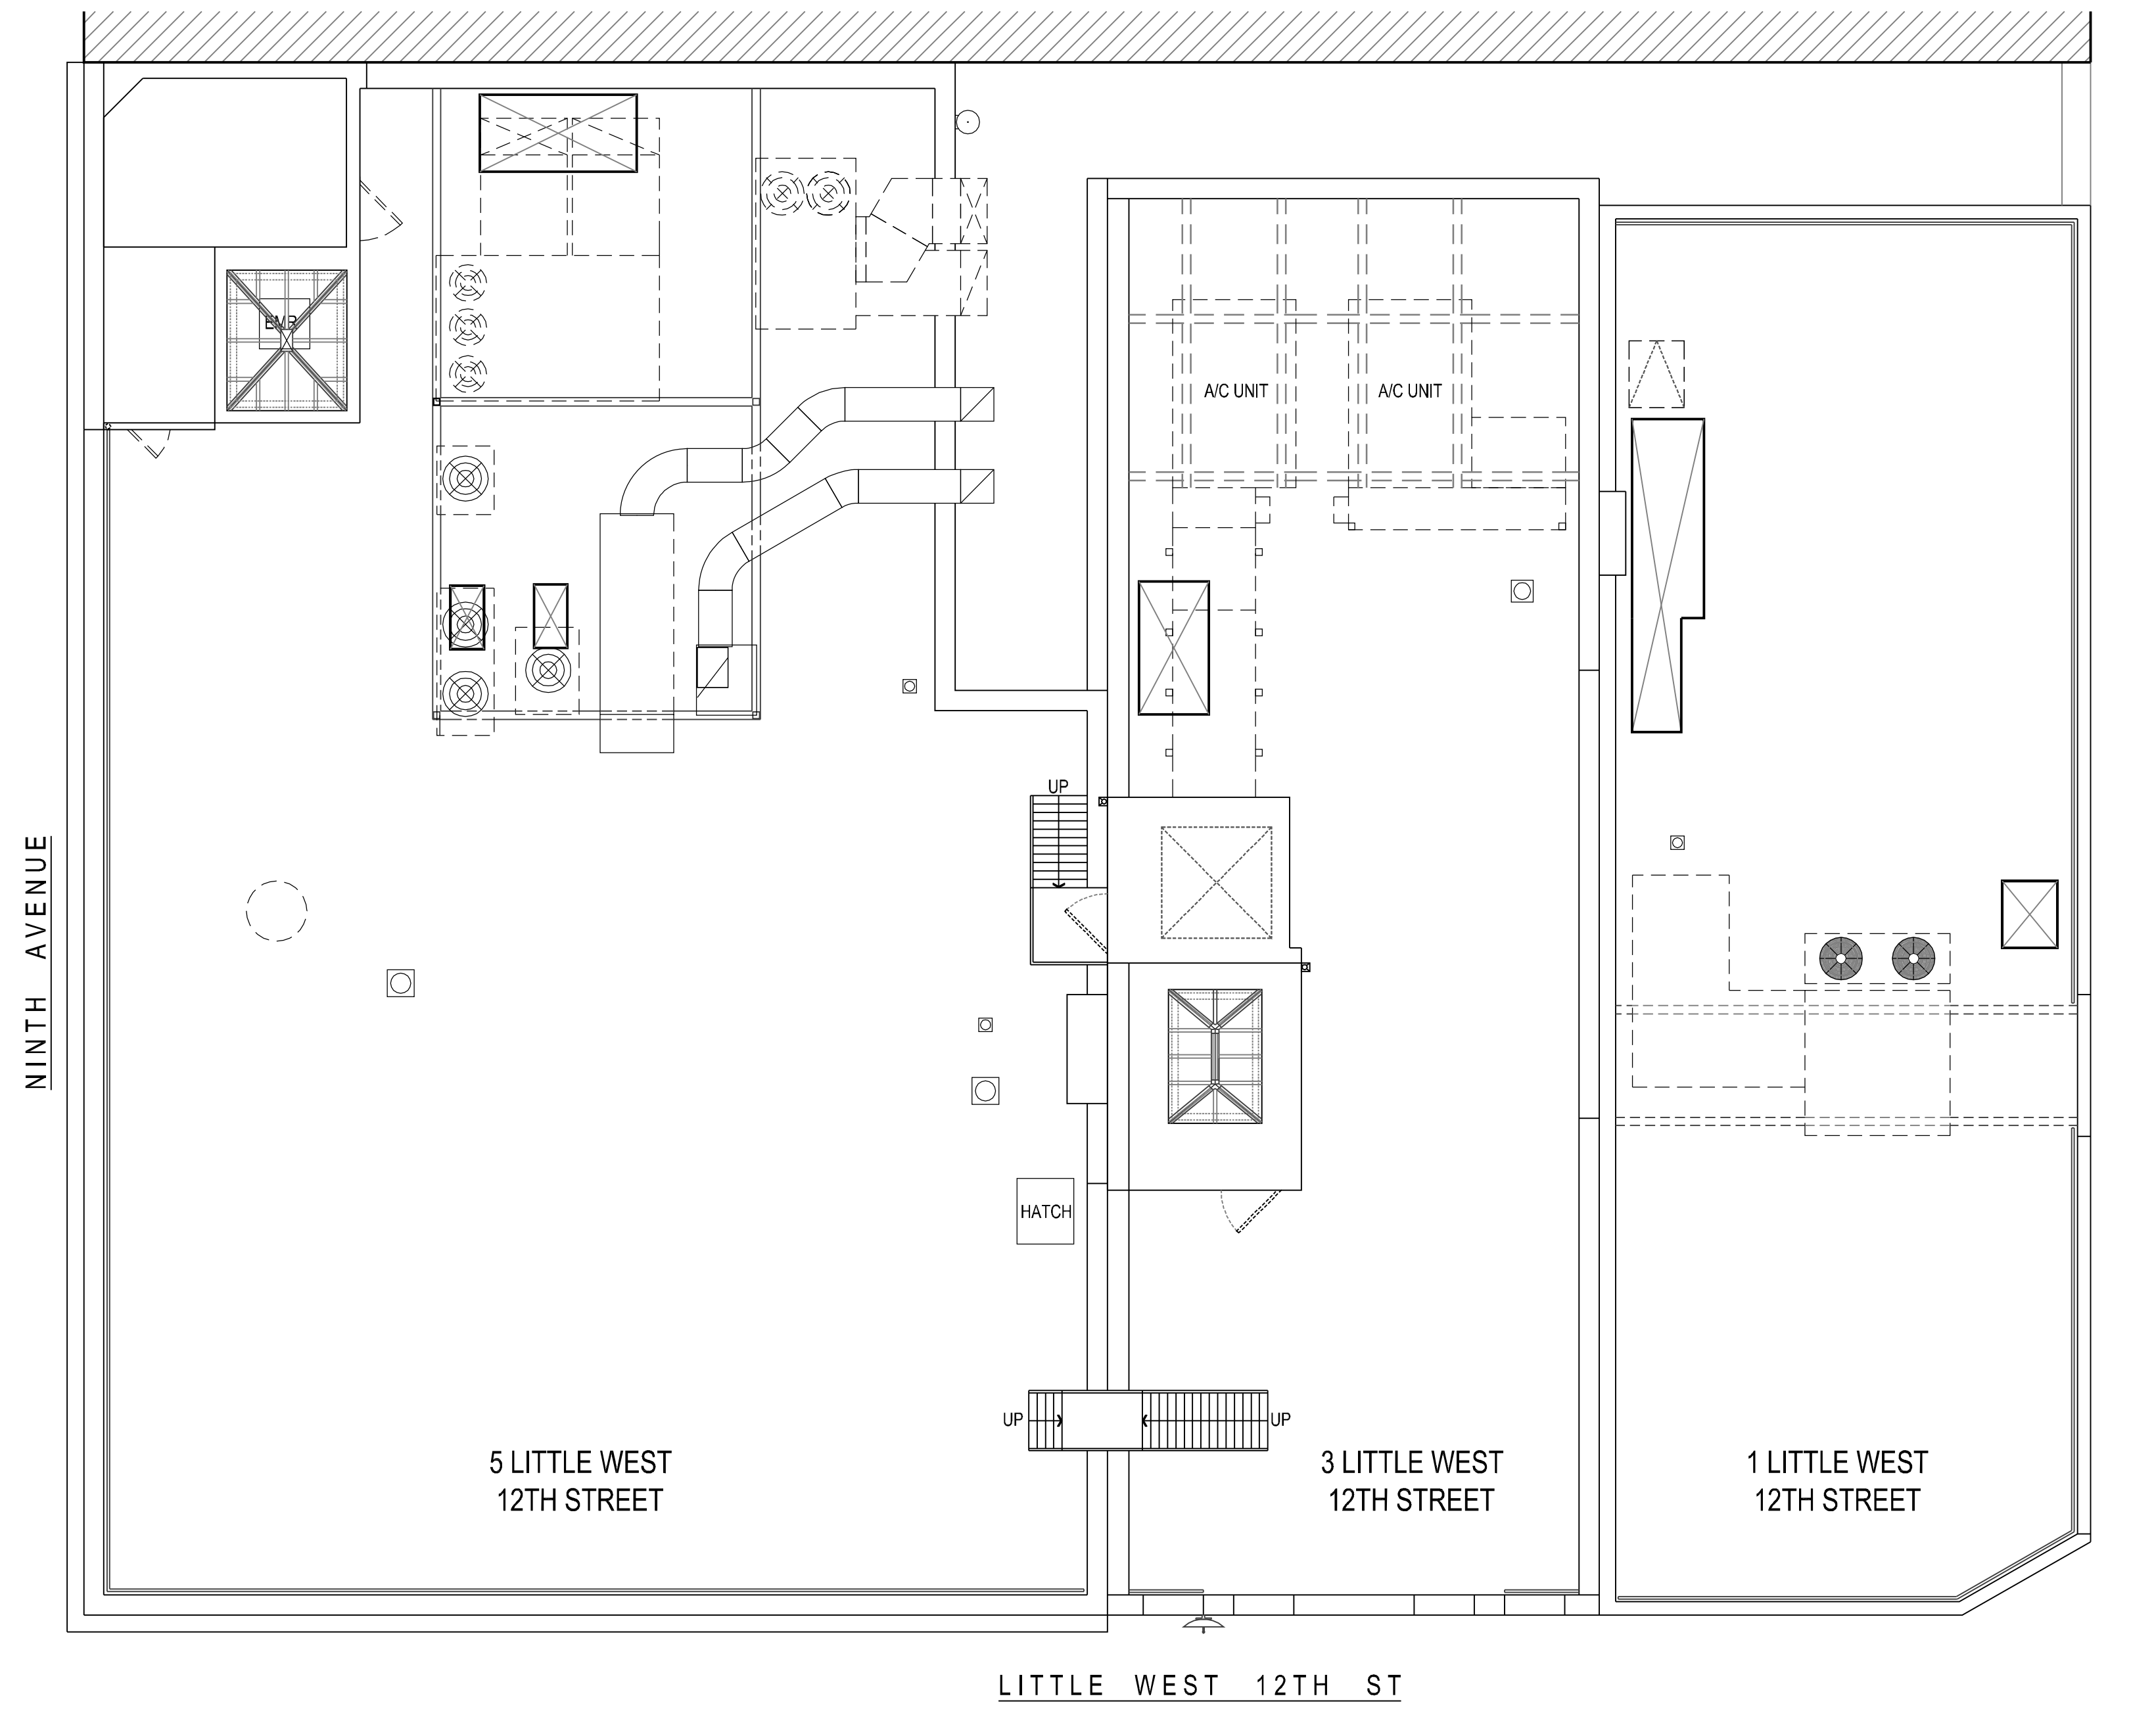 EMR
A/C UNIT
A/C UNIT
UP
NINTH AVENUE
HATCH
UP
UP
5 LITTLE WEST
12TH STREET
3 LITTLE WEST
12TH STREET
1 LITTLE WEST
12TH STREET
LITTLE WEST 12TH ST